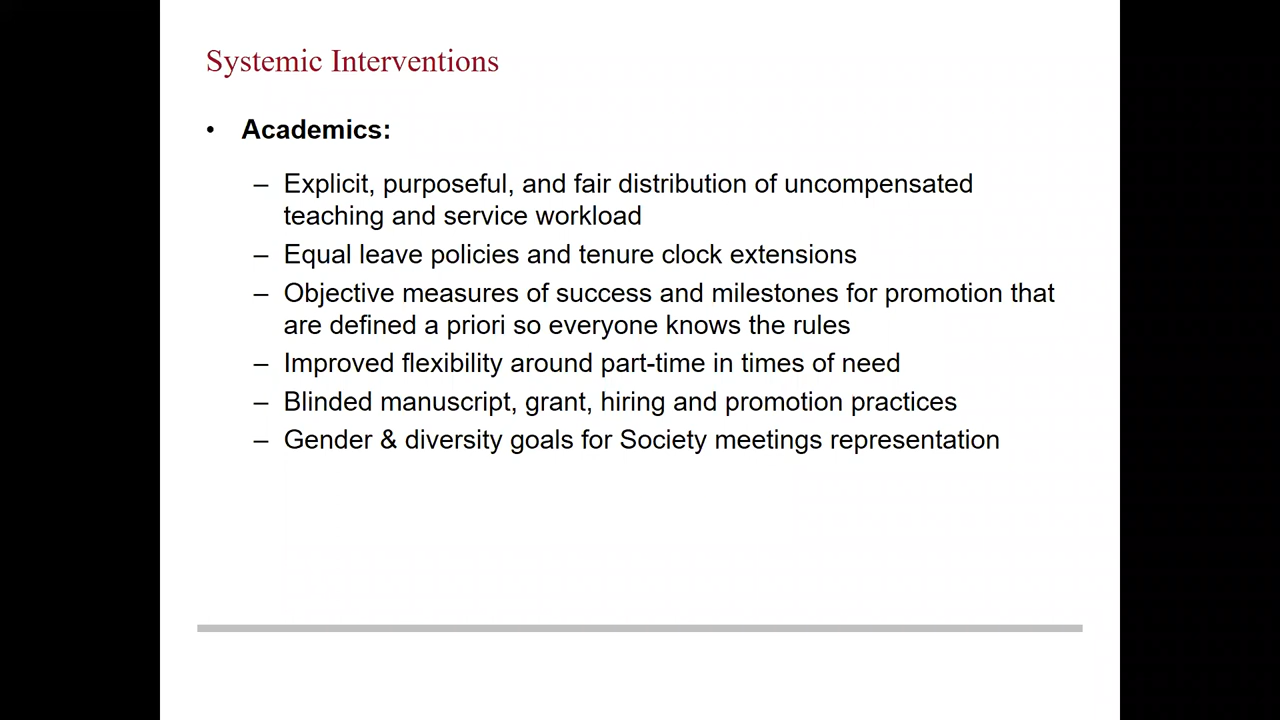 Systemic Interventions
• Academics:
– Explicit, purposeful, and fair distribution of uncompensated
teaching and service workload
– Equal leave policies and tenure clock extensions
– Objective measures of success and milestones for promotion that
are defined a priori so everyone knows the rules
– Improved flexibility around part-time in times of need
– Blinded manuscript, grant, hiring and promotion practices
– Gender & diversity goals for Society meetings representation